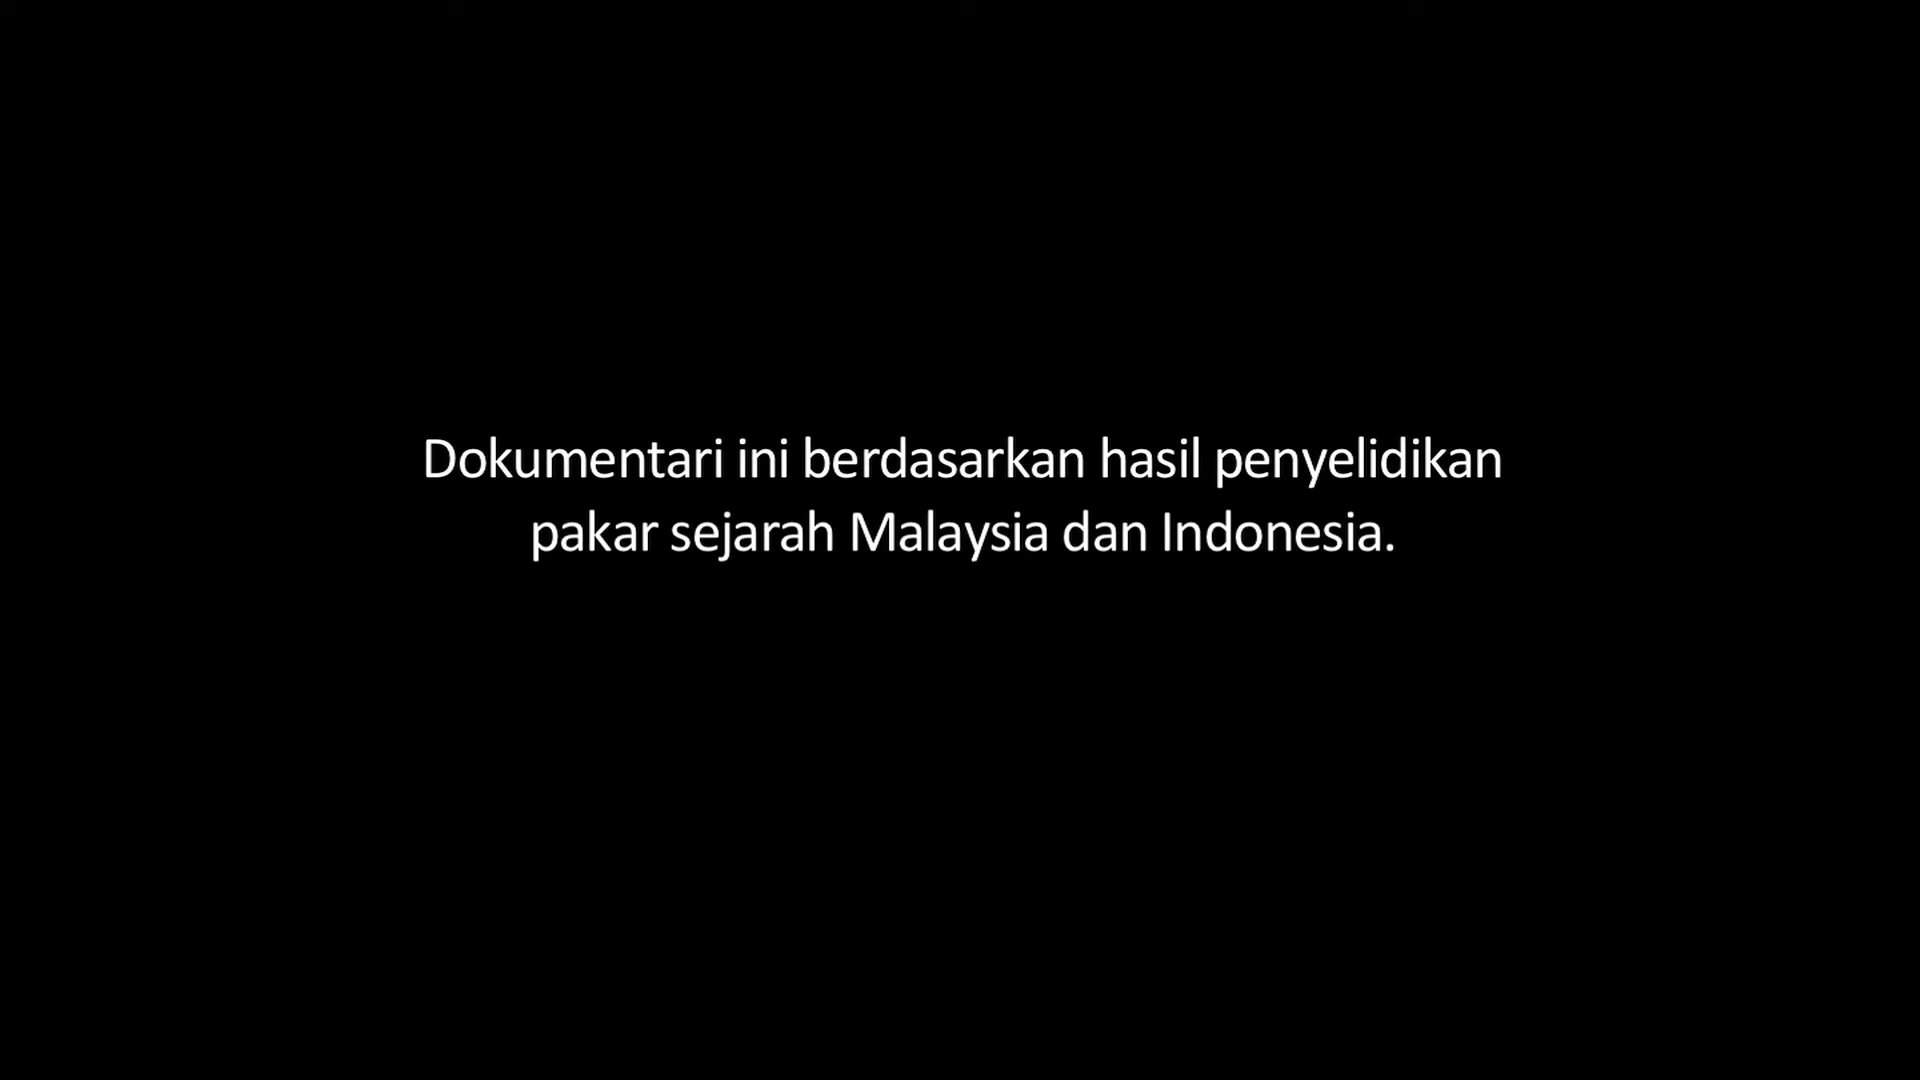 Dokumentari ini berdasarkan hasil penyelidikan
pakar sejarah Malaysia dan Indonesia.